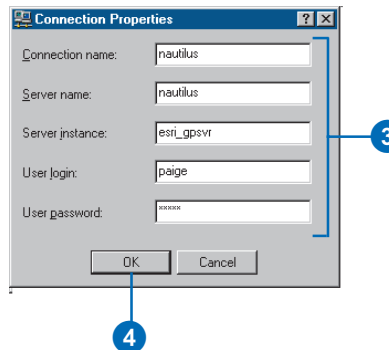 Connection Properties
Connection name: nautilus
Server name: nautilus
Server instance: esri_gpsvr
User login: paige
User password: xxxxx
3
OK Cancel
4